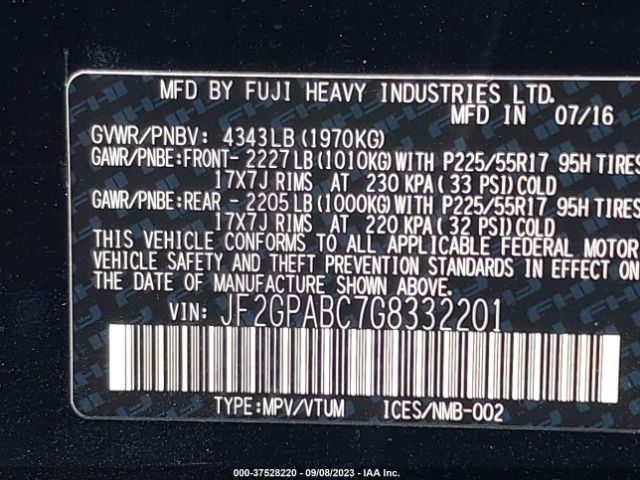 MFD BY FUJI HEAVY INDUSTRIES LTD.
MFD IN 07/16
GVWR/PNBV: 4343LB (1970KG)
GAWR/PNBE:FRONT- 2227 LB (1010KG) WITH P225/55R17 95H TIRES
17X7J RIMS AT 230 KPA ( 33 PSI) COLD
GAWR/PNBE:REAR - 2205 LB (1000KG) WITH P225/55R17 95H TIRES
17X7J RIMS AT 220 KPA ( 32 PSI) COLD
THIS VEHICLE CONFORMS TO ALL APPLICABLE FEDERAL MOTOR
VEHICLE SAFETY AND THEFT PREVENTION STANDARDS IN EFFECT ON
THE DATE OF MANUFACTURE SHOWN ABOVE.
VIN: JF2GPABC7G8332201
TYPE:MPV/VTUM ICES/NMB-002
000-37528220 - 09/08/2023 - IAA Inc.